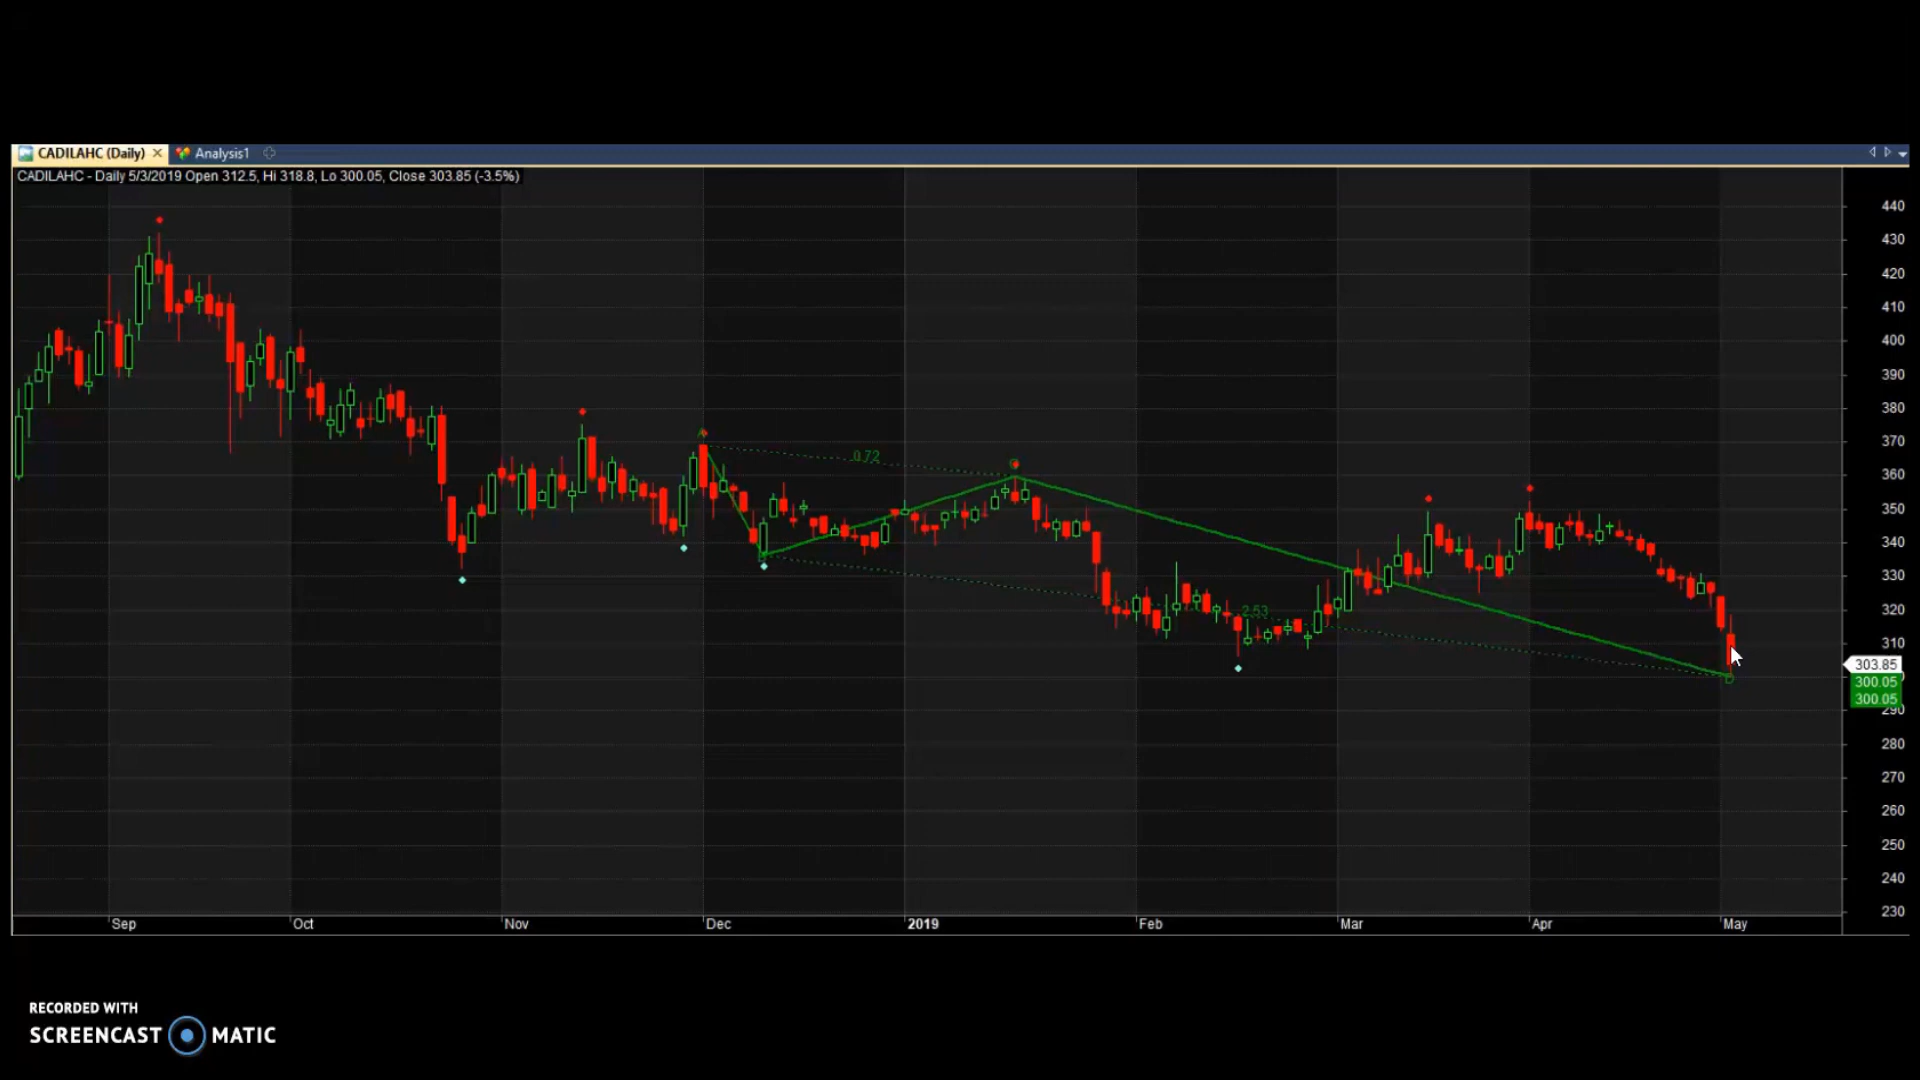 CADILAHC (Daily)
Analysis1
CADILAHC - Daily 5/3/2019 Open 312.5, Hi 318.8, Lo 300.05, Close 303.85 (-3.5%)
440
430
420
410
400
390
380
370
360
350
340
330
320
310
303.85
300.05
300.05
290
280
270
260
250
240
230
A
0.72
2.53
D
Sep
Oct
Nov
Dec
2019
Feb
Mar
Apr
May
RECORDED WITH
SCREENCAST MATIC